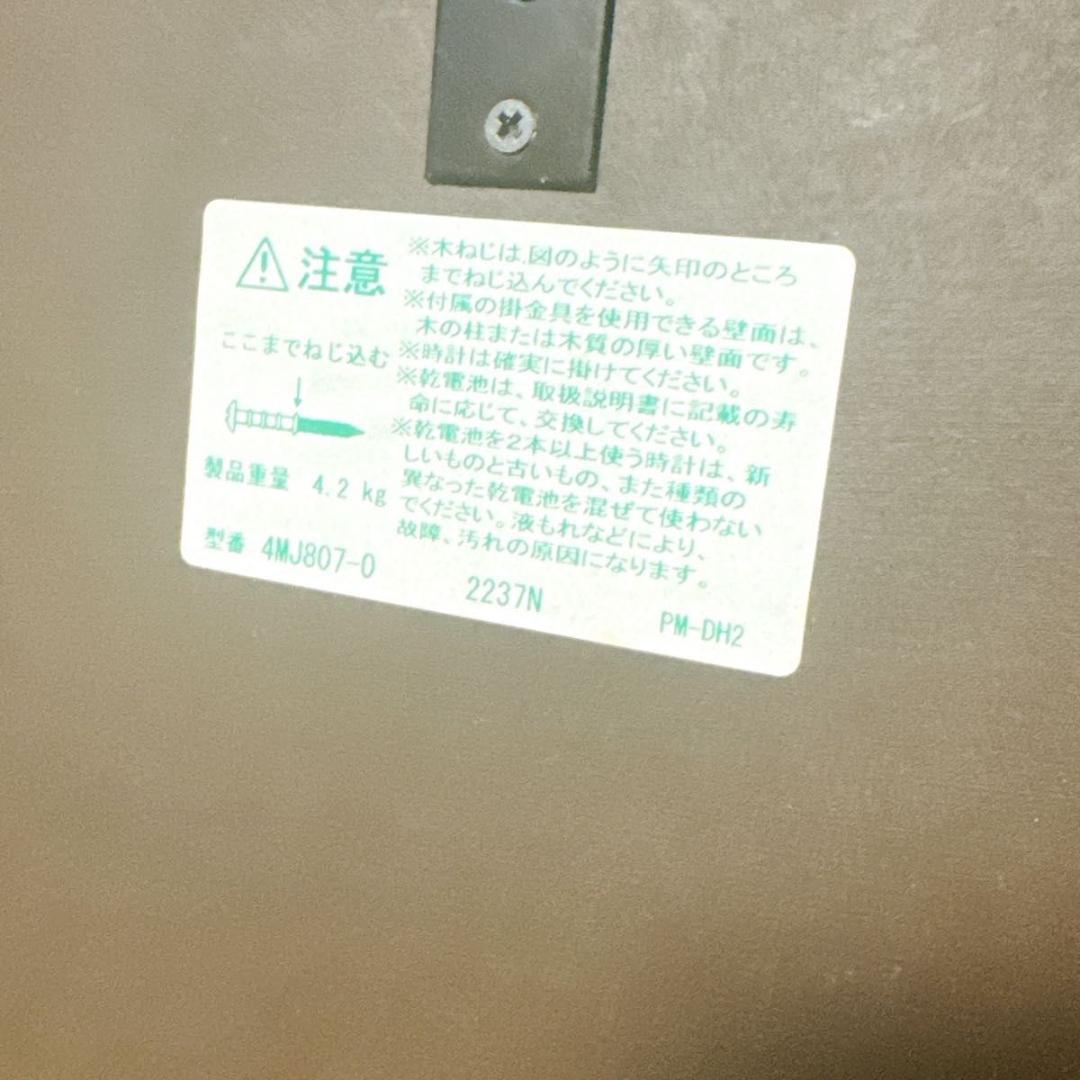 注意
ここまでねじ込む
製品重量 4.2 kg
型番 4MJ807-0
※木ねじは、図のように矢印のところ
までねじ込んでください。
※付属の掛金具を使用できる壁面は、
木の柱または木質の厚い壁面です。
※時計は確実に掛けてください。
※乾電池は、取扱説明書に記載の寿
命に応じて、交換してください。
※乾電池を2本以上使う時計は、新
しいものと古いもの、また種類の
異なった乾電池を混ぜて使わない
でください。液もれなどにより、
故障、汚れの原因になります。
2237N
PM-DH2